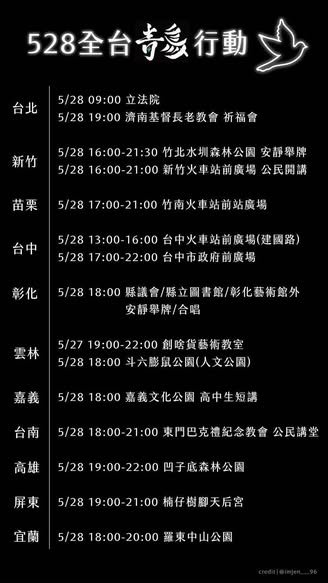 528全台青鳥行動
台北
5/28 09:00 立法院
5/28 19:00 濟南基督長老教會 祈福會
新竹
5/28 16:00-21:30 竹北水圳森林公園 安靜舉牌
5/28 16:00-21:00 新竹火車站前廣場 公民開講
苗栗
5/28 17:00-21:00 竹南火車站前站廣場
台中
5/28 13:00-16:00 台中火車站前廣場(建國路)
5/28 17:00-22:00 台中市政府前廣場
彰化
5/28 18:00 縣議會/縣立圖書館/彰化藝術館外
安靜舉牌/合唱
雲林
5/27 19:00-22:00 創啥貨藝術教室
5/28 18:00 斗六膨鼠公園(人文公園)
嘉義
5/28 18:00 嘉義文化公園 高中生短講
台南
5/28 18:00-21:00 東門巴克禮紀念教會 公民講堂
高雄
5/28 19:00-22:00 凹子底森林公園
屏東
5/28 19:00-21:00 楠仔樹腳天后宮
宜蘭
5/28 18:00-20:00 羅東中山公園
credit|@imjen___96